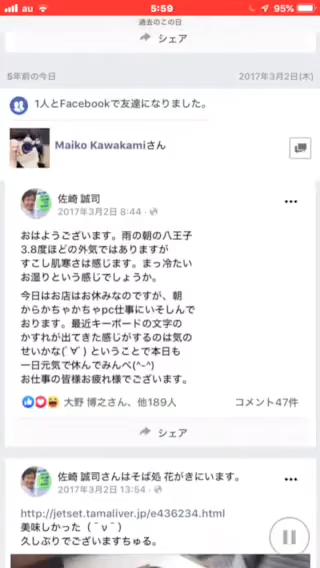 au 5:59 95%
過去のこの日
シェア
5年前の今日 2017年3月2日(木)
1人とFacebookで友達になりました。
Maiko Kawakamiさん
佐崎 誠司
2017年3月2日 8:44
おはようございます。雨の朝の八王子
3.8度ほどの外気ではありますが
すこし肌寒さは感じます。まっ冷たい
お湿りという感じでしょうか。
今日はお店はお休みなのですが、朝
からかちゃかちゃpc仕事にいそしんで
おります。最近キーボードの文字の
かすれが出てきた感じがするのは気の
せいかな(´∀`) ということで本日も
一日元気で休んでみんべ(^-^)
お仕事の皆様お疲れ様でございます。
大野 博之さん、他189人 コメント47件
シェア
佐崎 誠司さんはそば処 花がきにいます。
2017年3月2日 13:54
http://jetset.tamaliver.jp/e436234.html
美味しかった (¯ν¯)
久しぶりでございますちゅる。